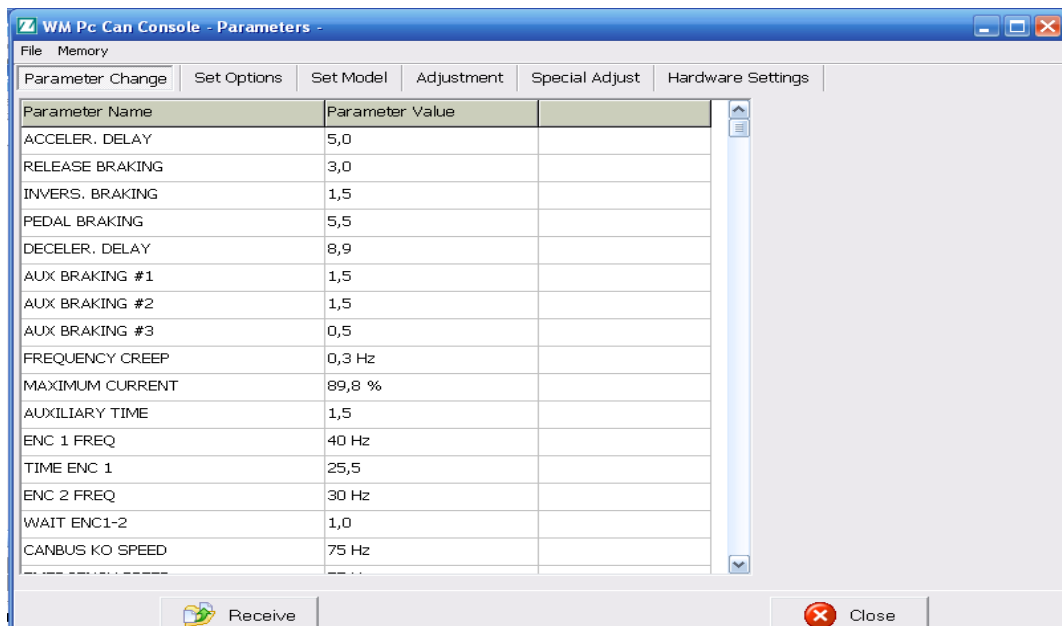 WM Pc Can Console - Parameters -
File Memory
Parameter Change Set Options Set Model Adjustment Special Adjust Hardware Settings
Parameter Name Parameter Value
ACCELER. DELAY 5,0
RELEASE BRAKING 3,0
INVERS. BRAKING 1,5
PEDAL BRAKING 5,5
DECELER. DELAY 8,9
AUX BRAKING #1 1,5
AUX BRAKING #2 1,5
AUX BRAKING #3 0,5
FREQUENCY CREEP 0,3 Hz
MAXIMUM CURRENT 89,8 %
AUXILIARY TIME 1,5
ENC 1 FREQ 40 Hz
TIME ENC 1 25,5
ENC 2 FREQ 30 Hz
WAIT ENC1-2 1,0
CANBUS KO SPEED 75 Hz
Receive Close